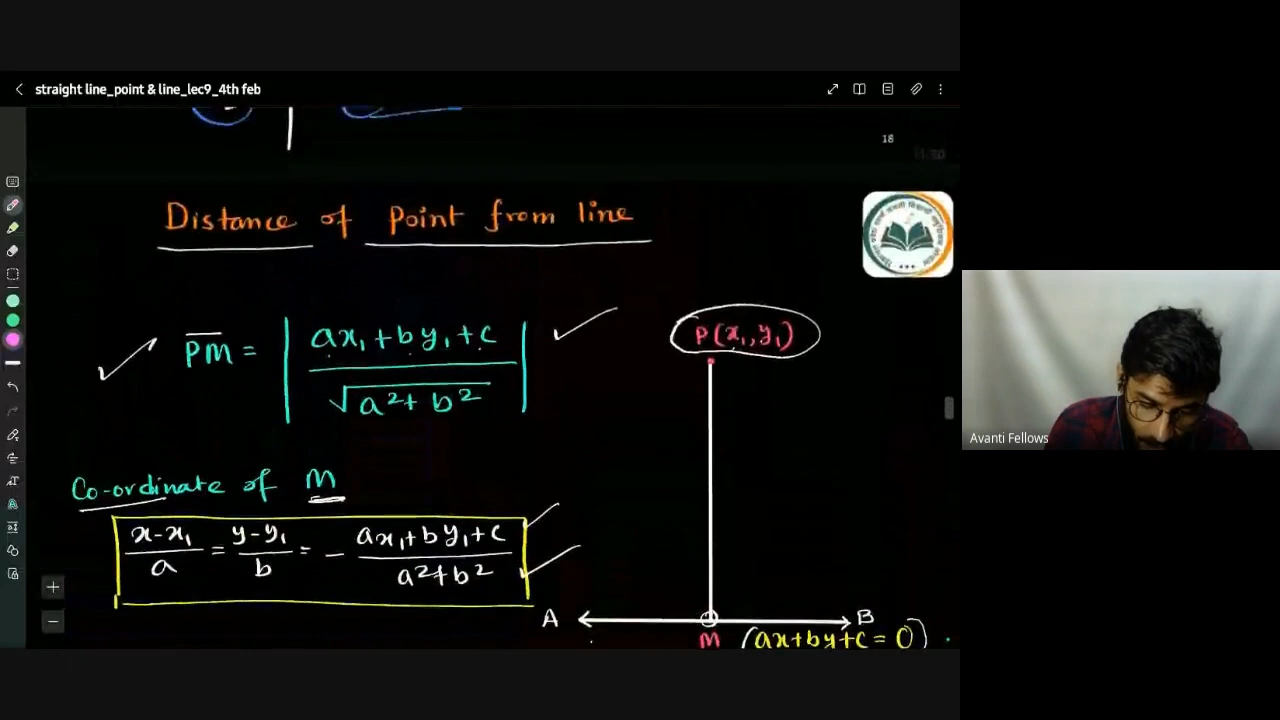 straight line_point & line_lec9_4th feb
18
Distance of point from line
PM = | ax₁ + by₁ + c / √a² + b² |
P(x₁, y₁)
Co-ordinate of M
x - x₁ / a = y - y₁ / b = - ax₁ + by₁ + c / a² + b²
A
B
M (ax + by + c = 0)
Avanti Fellows